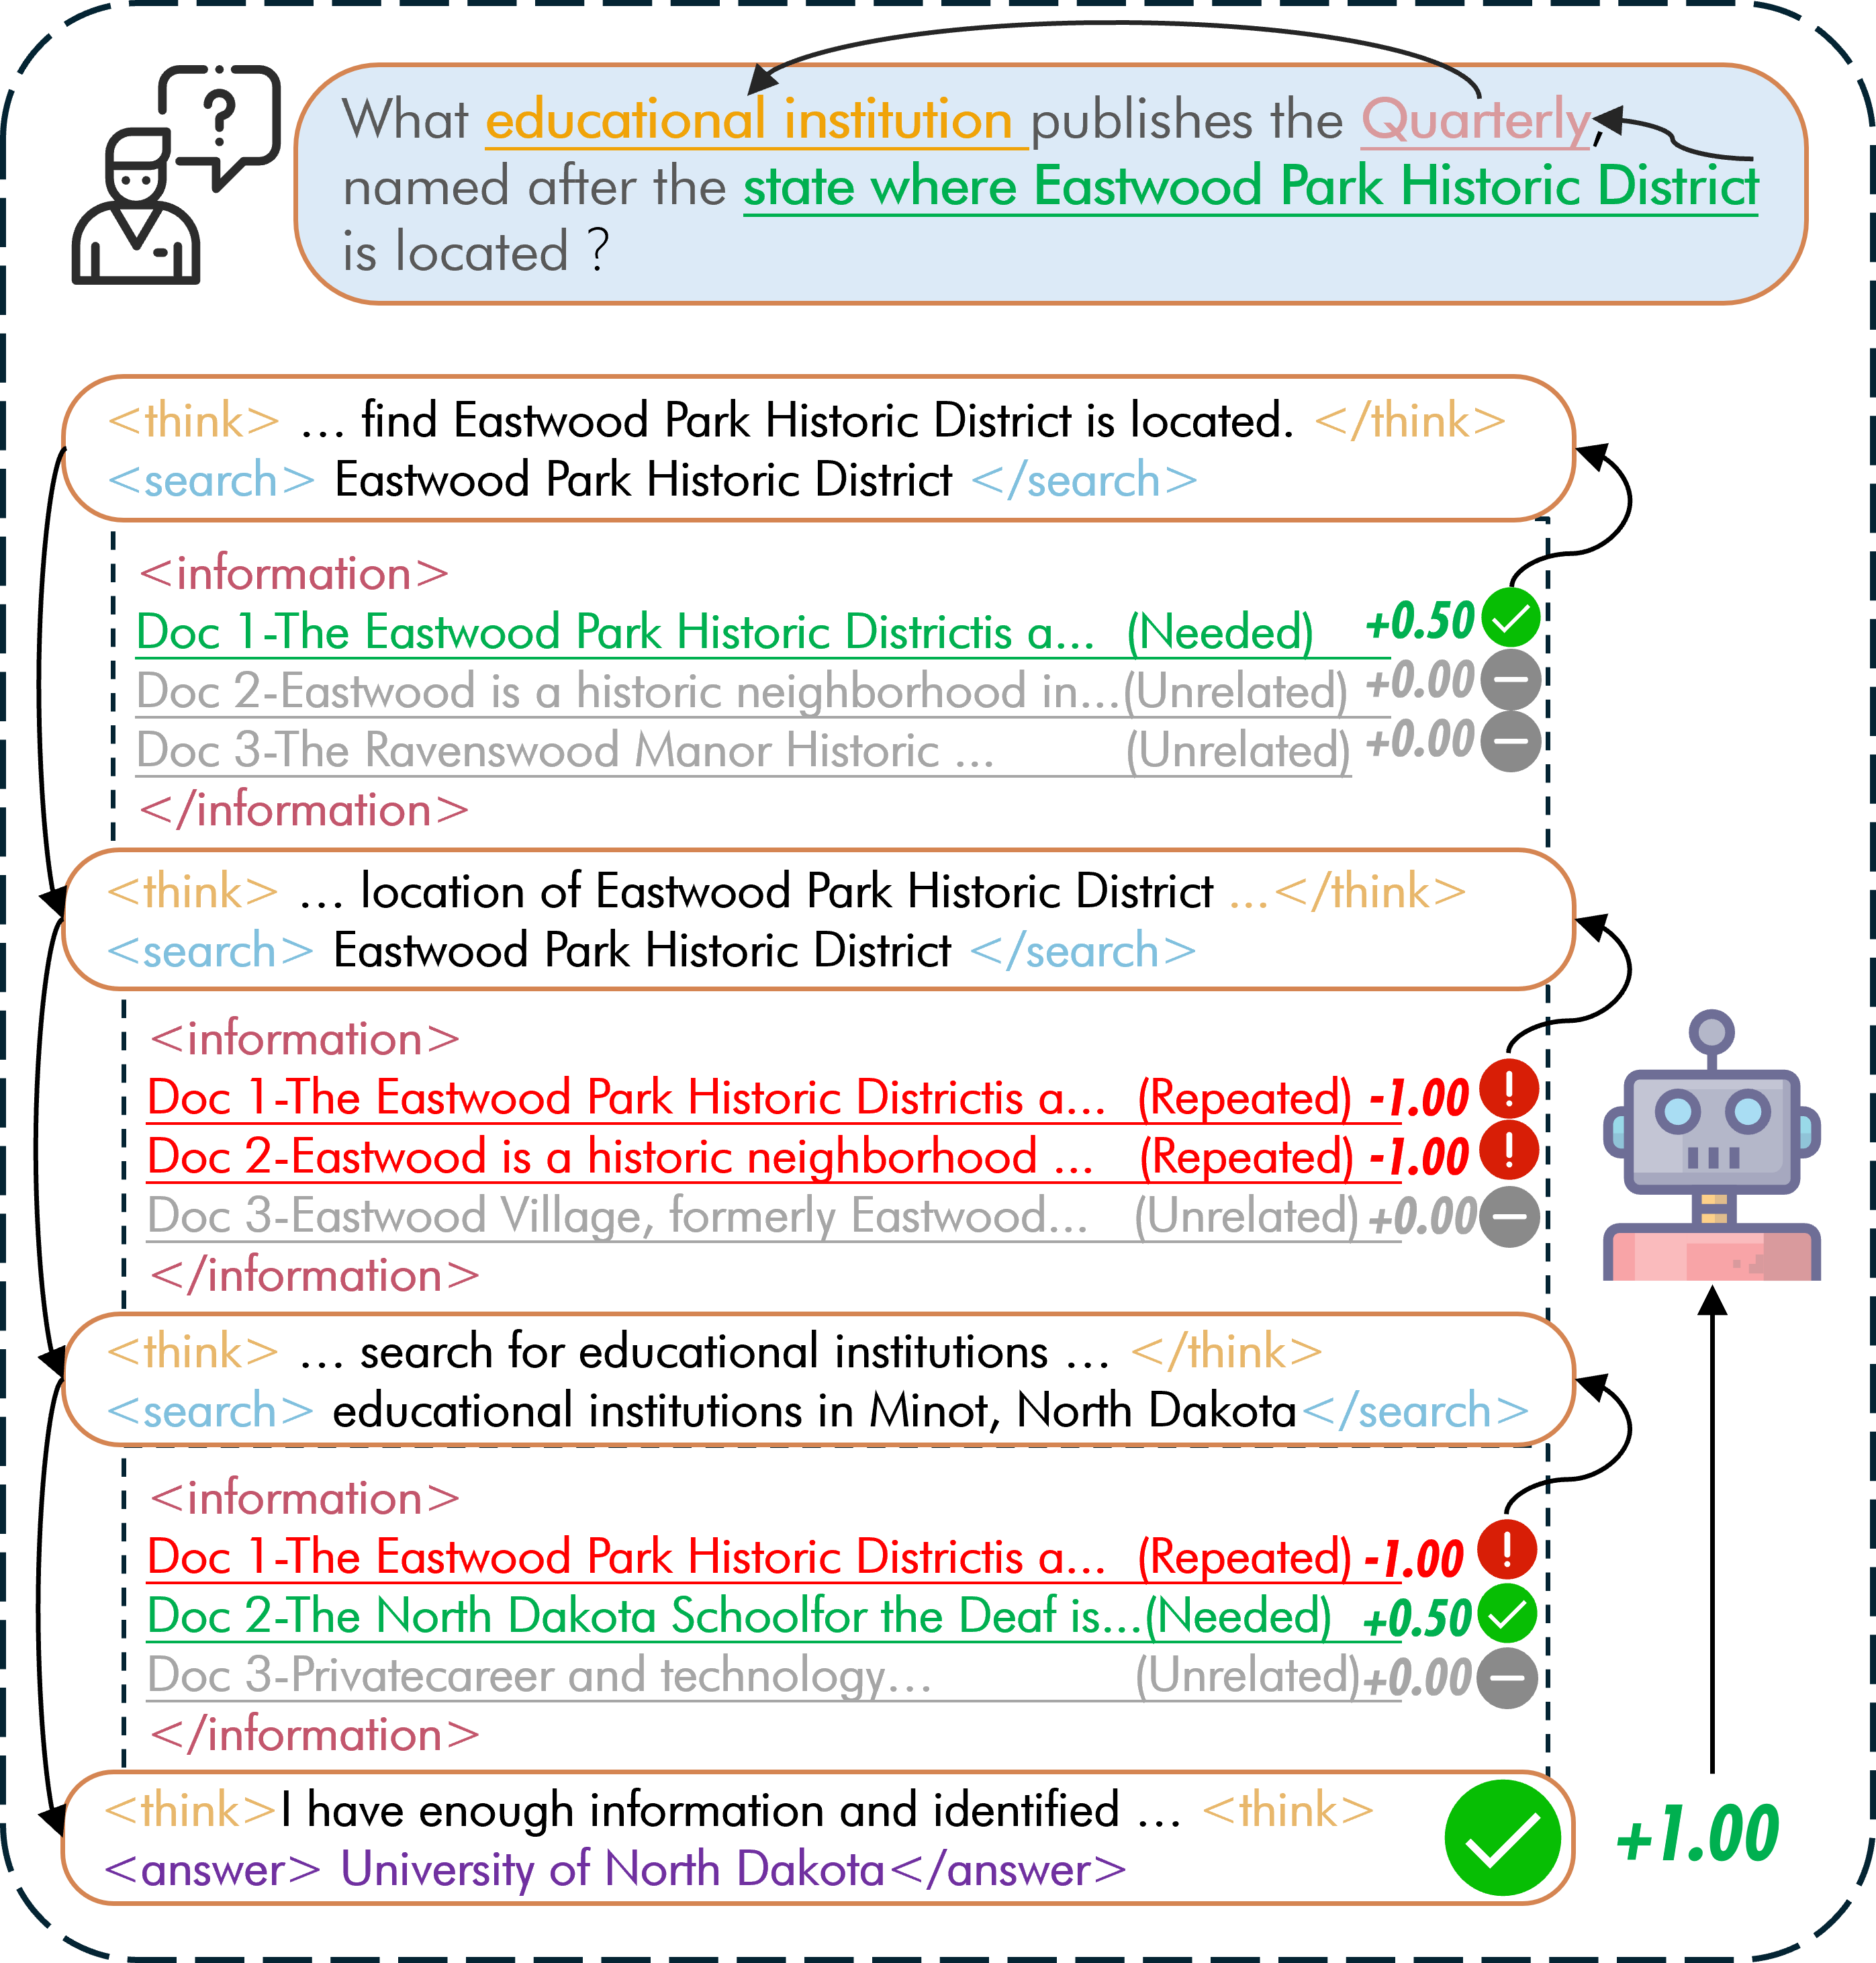 ?
What educational institution publishes the Quarterly,
named after the state where Eastwood Park Historic District
is located ?
<think> ... find Eastwood Park Historic District is located. </think>
<search> Eastwood Park Historic District </search>
<information>
Doc 1-The Eastwood Park Historic Districtis a... (Needed) +0.50
Doc 2-Eastwood is a historic neighborhood in...(Unrelated) +0.00
Doc 3-The Ravenswood Manor Historic ... (Unrelated) +0.00
</information>
<think> ... location of Eastwood Park Historic District ...</think>
<search> Eastwood Park Historic District </search>
<information>
Doc 1-The Eastwood Park Historic Districtis a... (Repeated) -1.00
Doc 2-Eastwood is a historic neighborhood ... (Repeated) -1.00
Doc 3-Eastwood Village, formerly Eastwood... (Unrelated) +0.00
</information>
<think> ... search for educational institutions ... </think>
<search> educational institutions in Minot, North Dakota</search>
<information>
Doc 1-The Eastwood Park Historic Districtis a... (Repeated) -1.00
Doc 2-The North Dakota Schoolfor the Deaf is...(Needed) +0.50
Doc 3-Privatecareer and technology... (Unrelated) +0.00
</information>
<think>I have enough information and identified ... <think>
<answer> University of North Dakota</answer>
+1.00